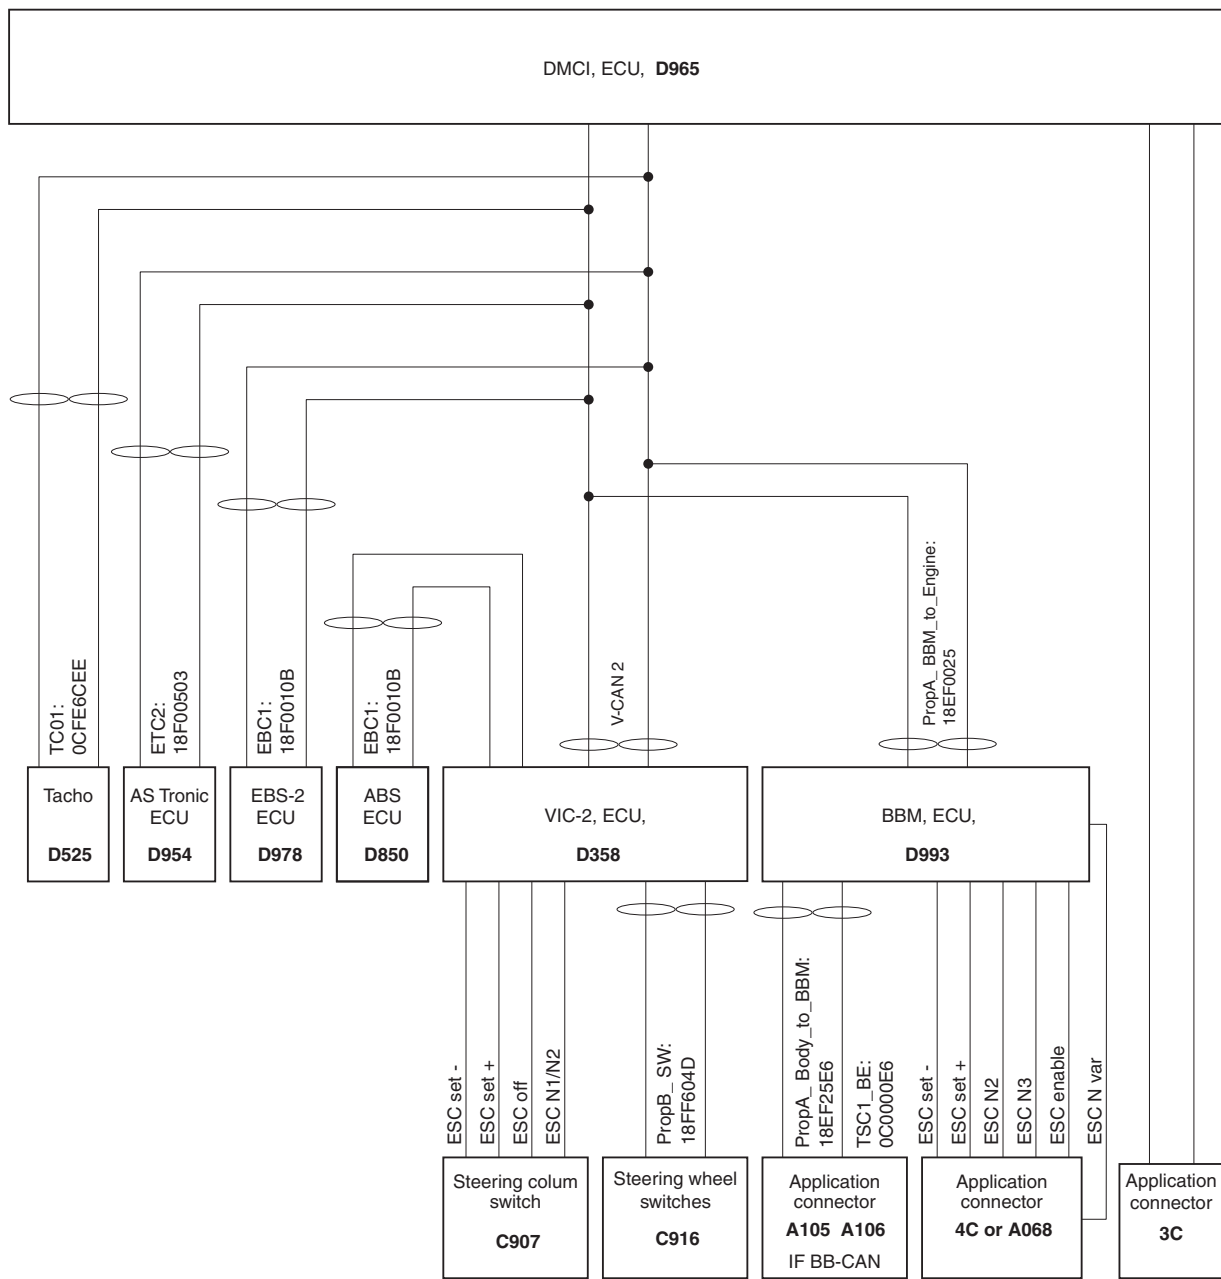 DMCI, ECU, D965
TC01:
0CFE6CEE
ETC2:
18F00503
EBC1:
18F0010B
EBC1:
18F0010B
V-CAN 2
PropA_ BBM_to_Engine:
18EF0025
Tacho
D525
AS Tronic
ECU
D954
EBS-2
ECU
D978
ABS
ECU
D850
VIC-2, ECU,
D358
BBM, ECU,
D993
ESC set -
ESC set +
ESC off
ESC N1/N2
PropB_ SW:
18FF604D
PropA_ Body_to_BBM:
18EF25E6
TSC1_BE:
0C0000E6
ESC set -
ESC set +
ESC N2
ESC N3
ESC enable
ESC N var
Steering colum
switch
C907
Steering wheel
switches
C916
Application
connector
A105 A106
IF BB-CAN
Application
connector
4C or A068
Application
connector
3C